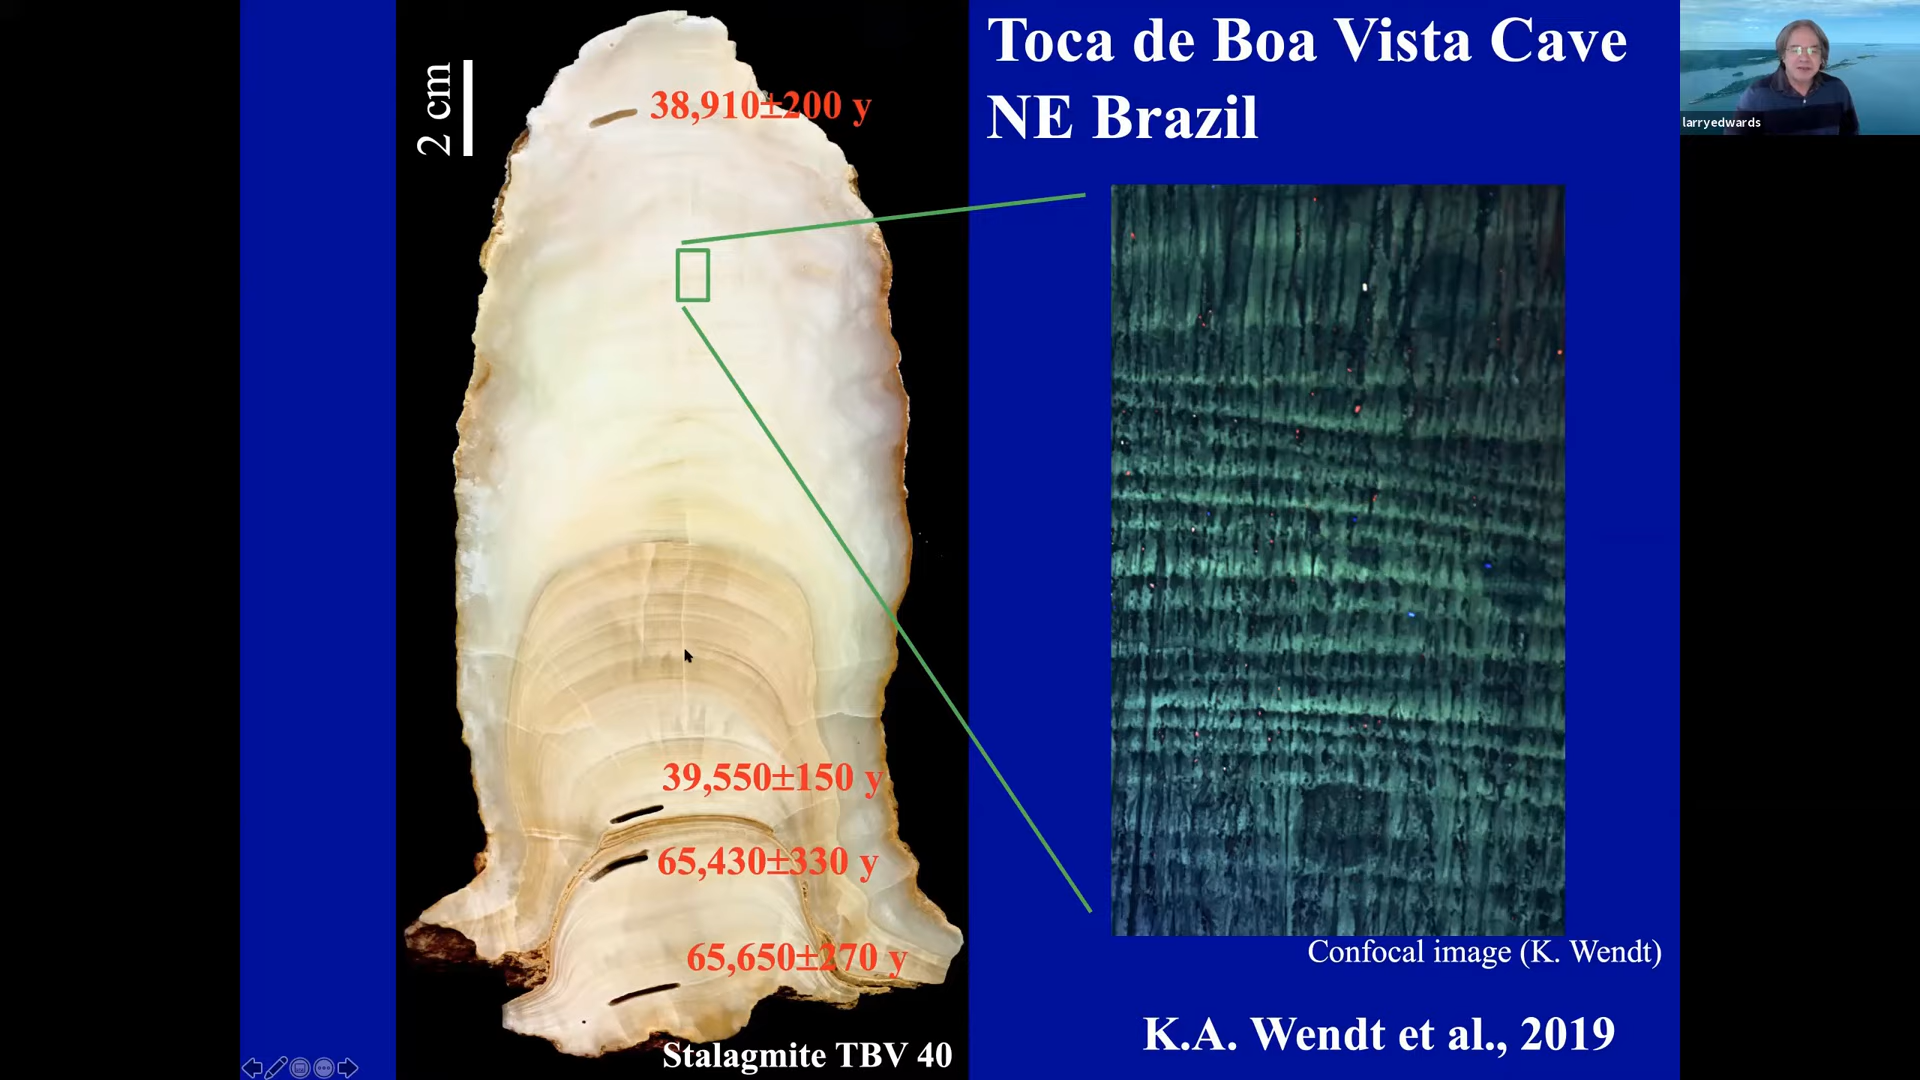 Toca de Boa Vista Cave
NE Brazil
larryedwards
2 cm
38,910±200 y
39,550±150 y
65,430±330 y
65,650±270 y
Confocal image (K. Wendt)
K.A. Wendt et al., 2019
Stalagmite TBV 40